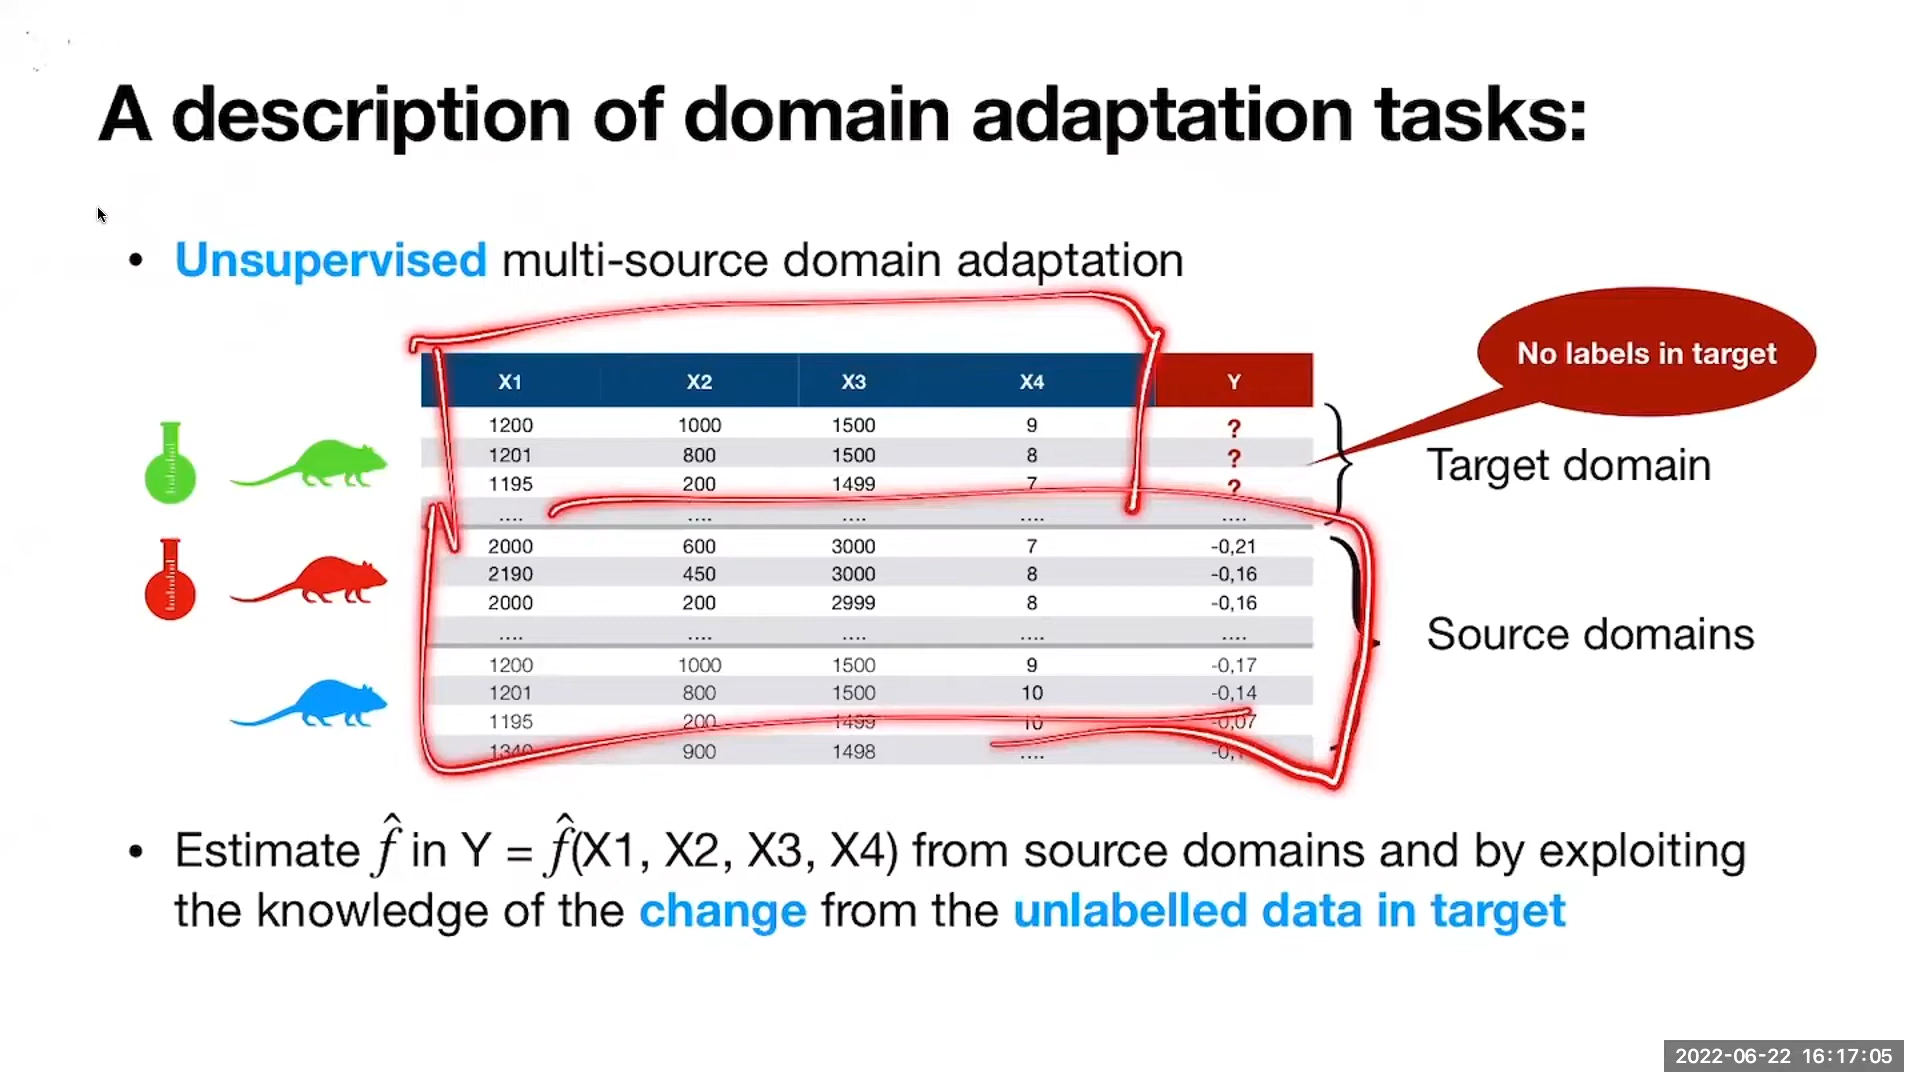 A description of domain adaptation tasks:
• Unsupervised multi-source domain adaptation
No labels in target
X1 X2 X3 X4 Y
1200 1000 1500 9 ?
1201 800 1500 8 ?
1195 200 1499 7 ?
.... .... .... .... ....
Target domain
2000 600 3000 7 -0,21
2190 450 3000 8 -0,16
2000 200 2999 8 -0,16
.... .... .... .... ....
Source domains
1200 1000 1500 9 -0,17
1201 800 1500 10 -0,14
1195 200 1499 10 -0,07
1340 900 1498 ....
• Estimate f̂ in Y = f̂(X1, X2, X3, X4) from source domains and by exploiting
the knowledge of the change from the unlabelled data in target
2022-06-22 16:17:05